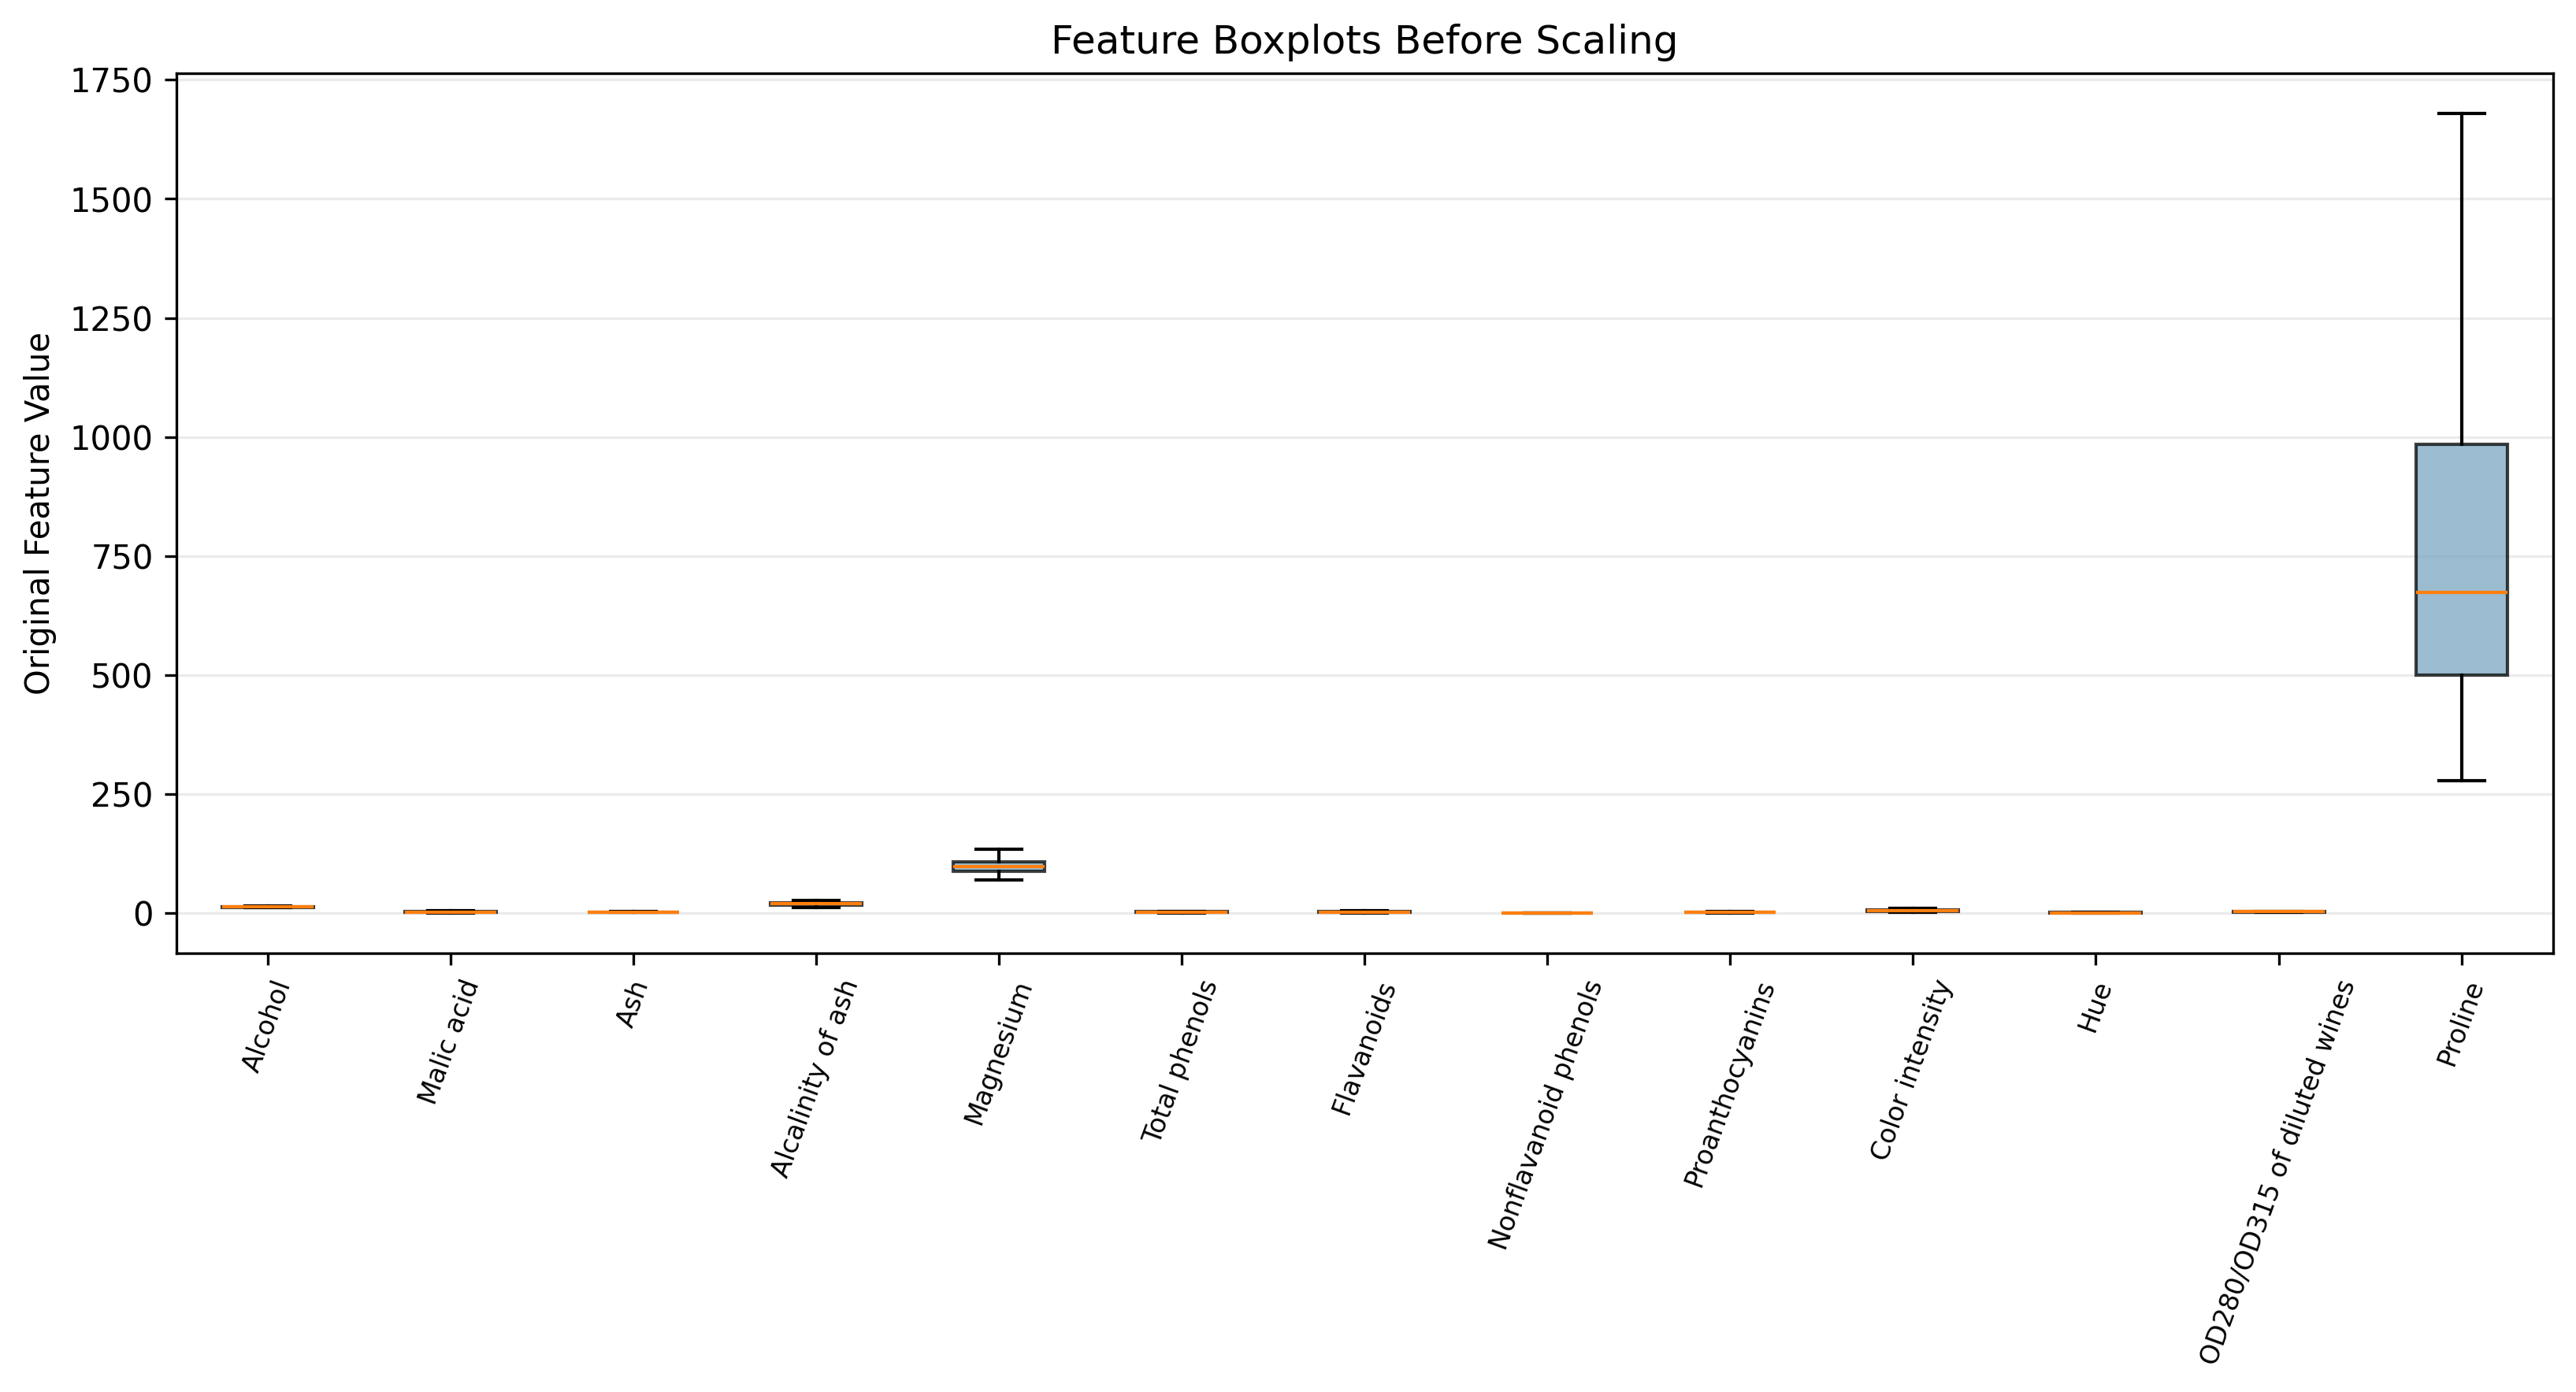 Feature Boxplots Before Scaling
Original Feature Value
1750
1500
1250
1000
750
500
250
0
Alcohol
Malic acid
Ash
Alcalinity of ash
Magnesium
Total phenols
Flavanoids
Nonflavanoid phenols
Proanthocyanins
Color intensity
Hue
OD280/OD315 of diluted wines
Proline